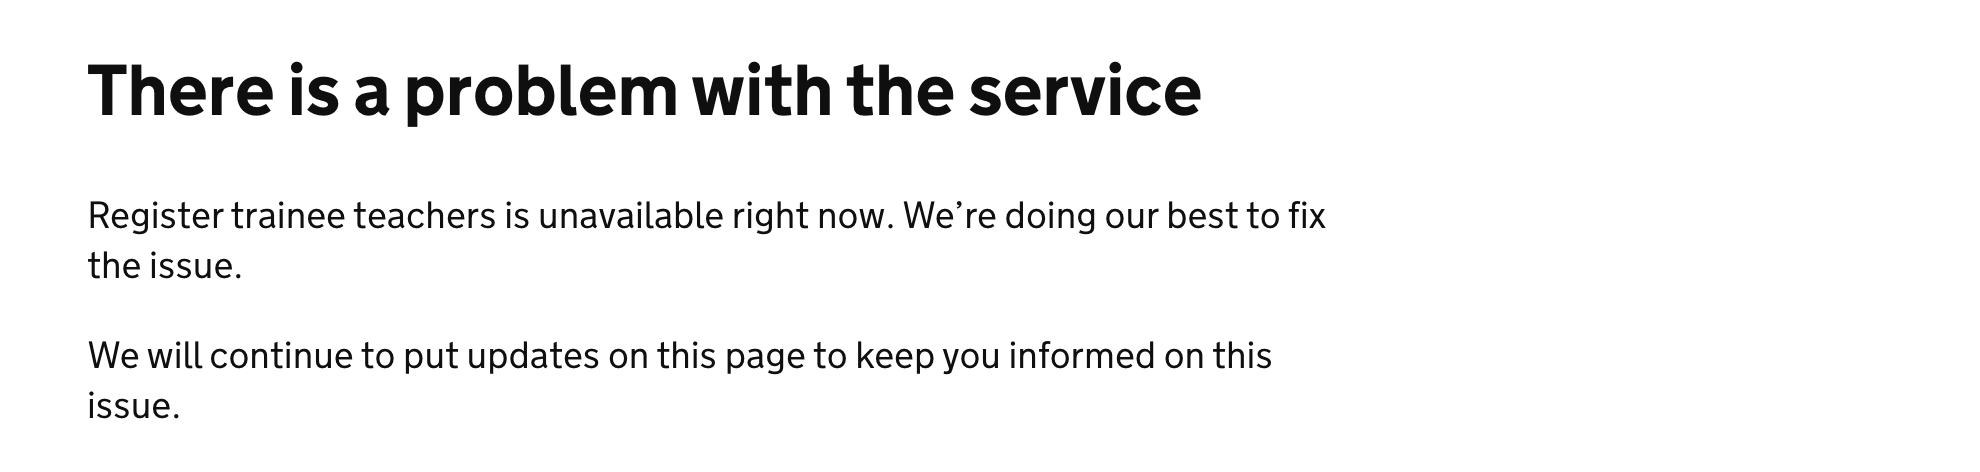 There is a problem with the service
Register trainee teachers is unavailable right now. We’re doing our best to fix
the issue.
We will continue to put updates on this page to keep you informed on this
issue.